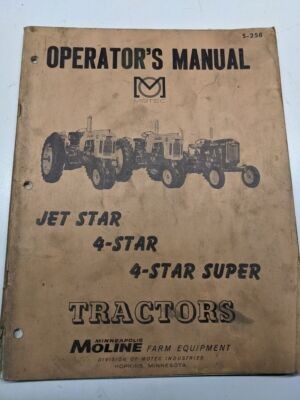 S-258
OPERATOR'S MANUAL
MOTEC
JET STAR
4-STAR
4-STAR SUPER
TRACTORS
MINNEAPOLIS
MOLINE FARM EQUIPMENT
DIVISION OF MOTEC INDUSTRIES
HOPKINS, MINNESOTA